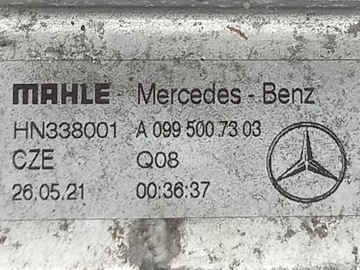 MAHLE Mercedes-Benz
HN338001 A 099 500 73 03
CZE Q08
26.05.21 00:36:37